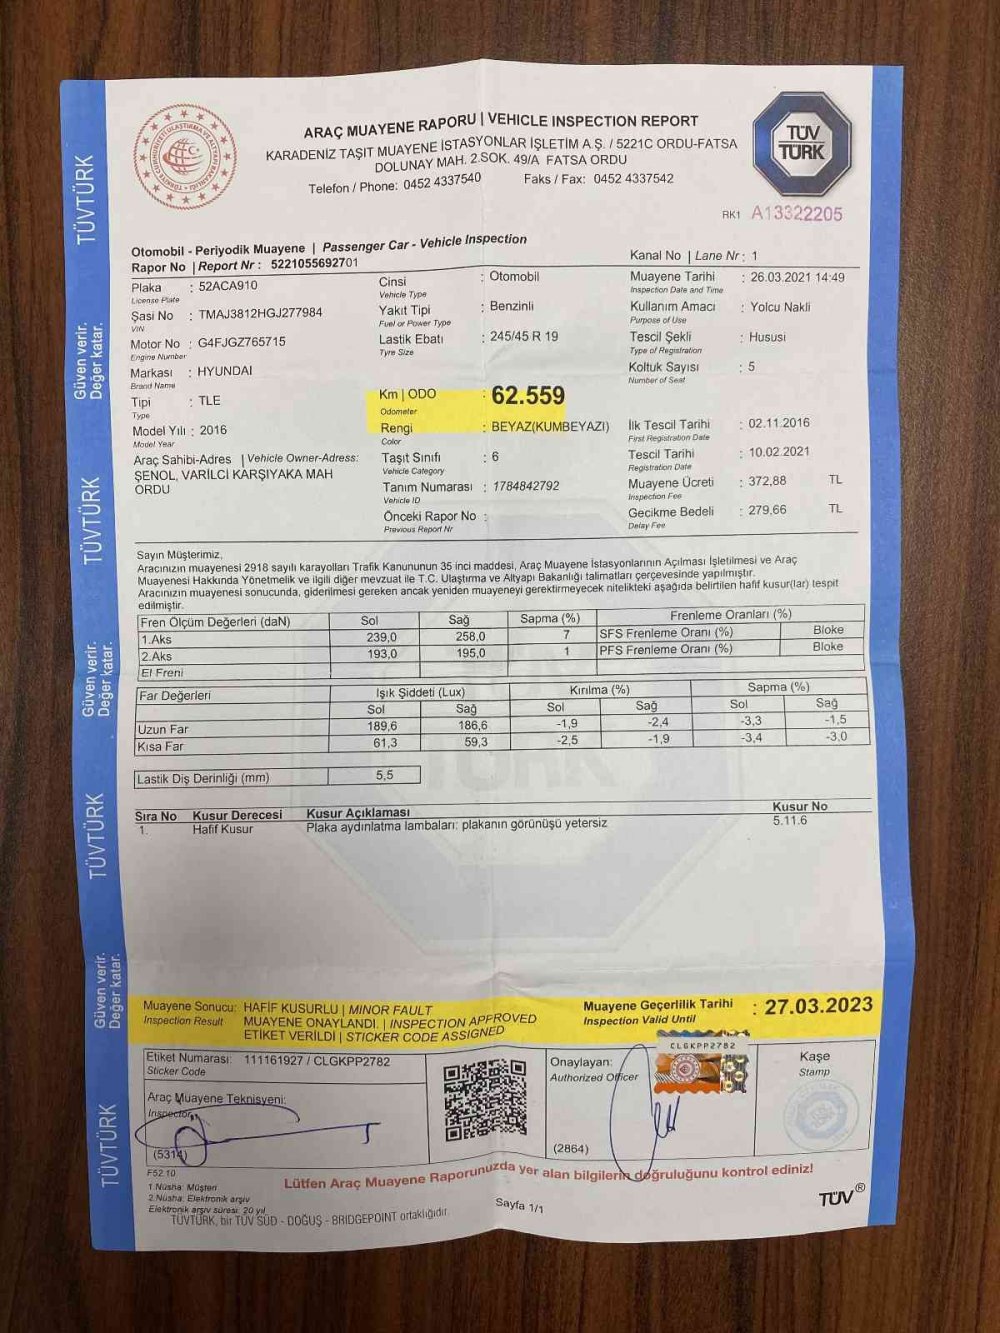 ARAÇ MUAYENE RAPORU | VEHICLE INSPECTION REPORT
KARADENİZ TAŞIT MUAYENE İSTASYONLAR İŞLETİM A.Ş. / 5221C ORDU-FATSA
DOLUNAY MAH. 2.SOK. 49/A FATSA ORDU
Telefon / Phone: 0452 4337540 Faks / Fax: 0452 4337542
TÜV
TÜRK
RK1 A13322205
Otomobil - Periyodik Muayene | Passenger Car - Vehicle Inspection
Rapor No | Report Nr : 5221055692701
Kanal No | Lane Nr : 1
Plaka : 52ACA910
License Plate
Şasi No : TMAJ3812HGJ277984
VIN
Motor No : G4FJGZ765715
Engine Number
Markası : HYUNDAI
Brand Name
Tipi : TLE
Type
Model Yılı : 2016
Model Year
Araç Sahibi-Adres | Vehicle Owner-Adress:
ŞENOL, VARILCI KARŞIYAKA MAH
ORDU
Cinsi : Otomobil
Vehicle Type
Yakıt Tipi : Benzinli
Fuel or Power Type
Lastik Ebatı : 245/45 R 19
Tyre Size
Km | ODO : 62.559
Odometer
Rengi : BEYAZ(KUMBEYAZI)
Color
Taşıt Sınıfı : 6
Vehicle Category
Tanım Numarası : 1784842792
Vehicle ID
Önceki Rapor No :
Previous Report Nr
Muayene Tarihi : 26.03.2021 14:49
Inspection Date and Time
Kullanım Amacı : Yolcu Nakli
Purpose of Use
Tescil Şekli : Hususi
Type of Registration
Koltuk Sayısı : 5
Number of Seat
İlk Tescil Tarihi : 02.11.2016
First Registration Date
Tescil Tarihi : 10.02.2021
Registration Date
Muayene Ücreti : 372,88 TL
Inspection Fee
Gecikme Bedeli : 279,66 TL
Delay Fee
Sayın Müşterimiz,
Aracınızın muayenesi 2918 sayılı karayolları Trafik Kanununun 35 inci maddesi, Araç Muayene İstasyonlarının Açılması İşletilmesi ve Araç
Muayenesi Hakkında Yönetmelik ve ilgili diğer mevzuat ile T.C. Ulaştırma ve Altyapı Bakanlığı talimatları çerçevesinde yapılmıştır.
Aracınızın muayenesi sonucunda, giderilmesi gereken ancak yeniden muayeneyi gerektirmeyecek nitelikteki aşağıda belirtilen hafif kusur(lar) tespit
edilmiştir.
Fren Ölçüm Değerleri (daN) Sol Sağ Sapma (%) Frenleme Oranları (%)
1.Aks 239,0 258,0 7 SFS Frenleme Oranı (%) Bloke
2.Aks 193,0 195,0 1 PFS Frenleme Oranı (%) Bloke
El Freni
Far Değerleri Işık Şiddeti (Lux) Kırılma (%) Sapma (%)
Sol Sağ Sol Sağ Sol Sağ
Uzun Far 189,6 186,6 -1,9 -2,4 -3,3 -1,5
Kısa Far 61,3 59,3 -2,5 -1,9 -3,4 -3,0
Lastik Diş Derinliği (mm) 5,5
Sıra No Kusur Derecesi Kusur Açıklaması Kusur No
1. Hafif Kusur Plaka aydınlatma lambaları: plakanın görünüşü yetersiz 5.11.6
Muayene Sonucu: HAFİF KUSURLU | MINOR FAULT
Inspection Result MUAYENE ONAYLANDI. | INSPECTION APPROVED
ETİKET VERİLDİ | STICKER CODE ASSIGNED
Muayene Geçerlilik Tarihi : 27.03.2023
Inspection Valid Until
Etiket Numarası: 111161927 / CLGKPP2782
Sticker Code
Araç Muayene Teknisyeni:
Inspector
(5314)
Onaylayan:
Authorized Officer
(2864)
CLGKPP2782
Kaşe
Stamp
F52.10
Lütfen Araç Muayene Raporunuzda yer alan bilgilerin doğruluğunu kontrol ediniz!
1.Nüsha: Müşteri
2.Nüsha: Elektronik arşiv
Elektronik arşiv süresi: 20 yıl
TÜVTÜRK, bir TÜV SÜD - DOĞUŞ - BRIDGEPOINT ortaklığıdır.
Sayfa 1/1
TÜV®
TÜVTÜRK
Güven verir.
Değer katar.
TÜVTÜRK
Güven verir.
Değer katar.
TÜVTÜRK
Güven verir.
Değer katar.
TÜVTÜRK